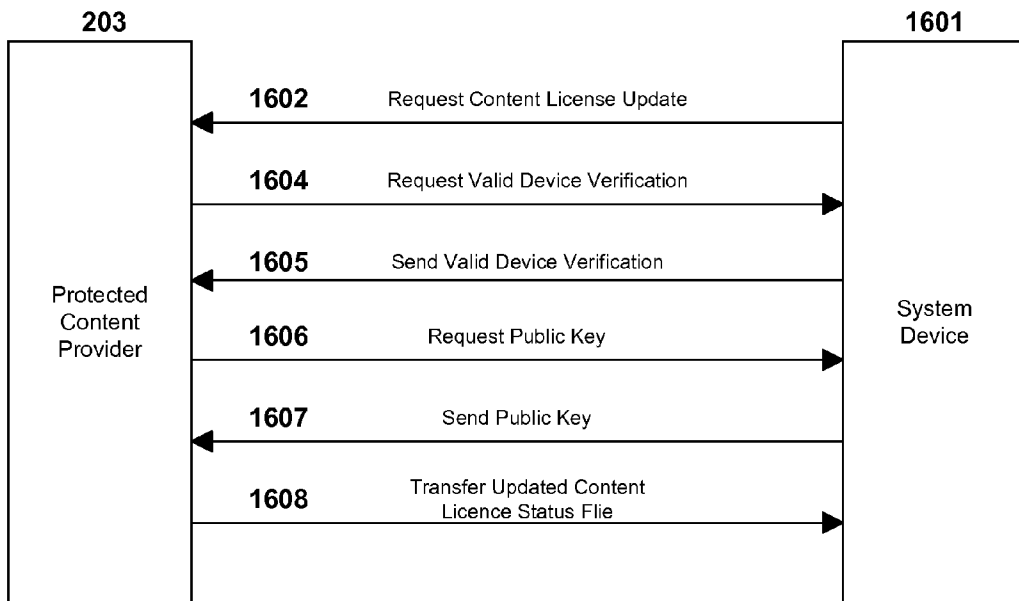 203
1601
1602 Request Content License Update
1604 Request Valid Device Verification
1605 Send Valid Device Verification
Protected
Content
Provider
System
Device
1606 Request Public Key
1607 Send Public Key
1608 Transfer Updated Content
Licence Status Flie